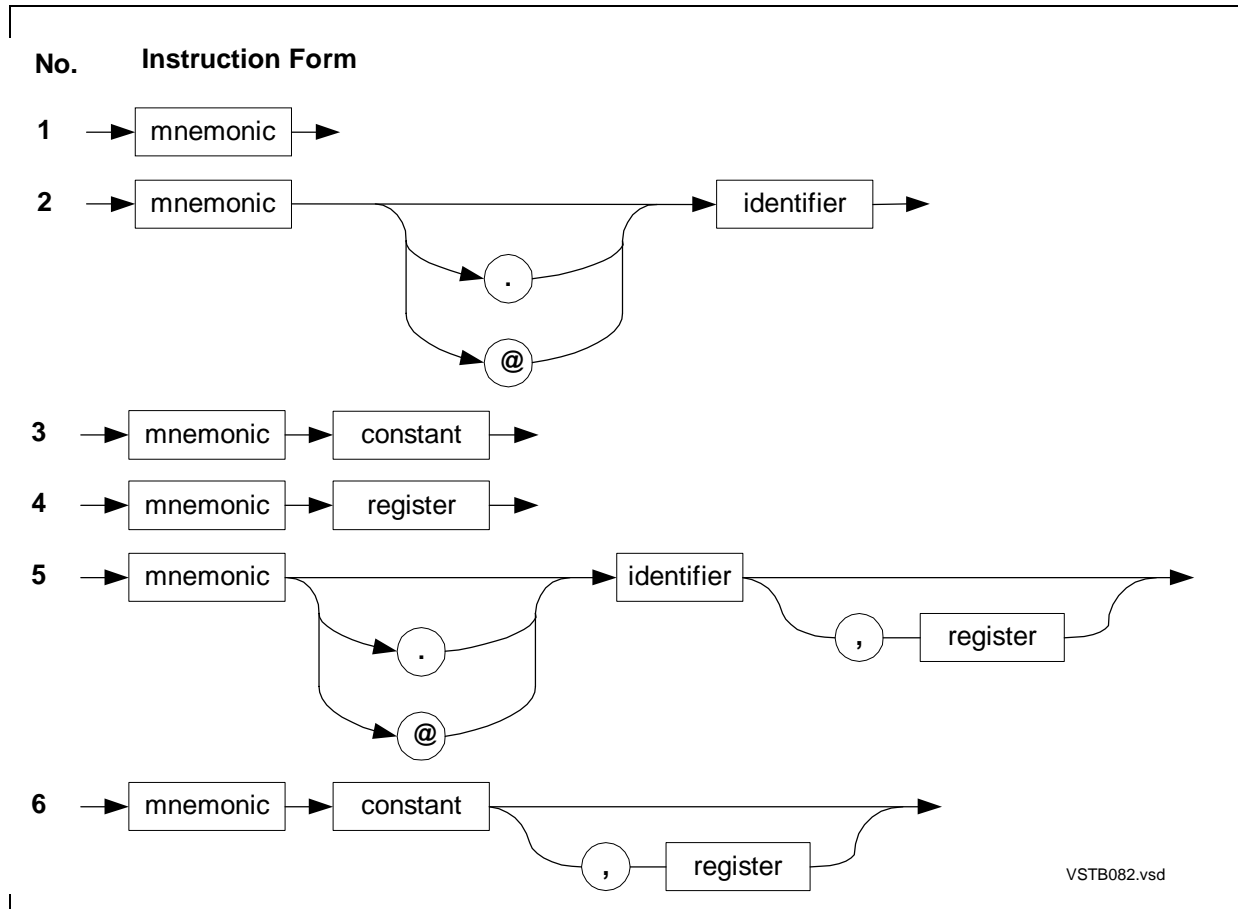 No. Instruction Form
1 mnemonic
2 mnemonic identifier
.
@
3 mnemonic constant
4 mnemonic register
5 mnemonic identifier
. , register
@
6 mnemonic constant
, register
VSTB082.vsd